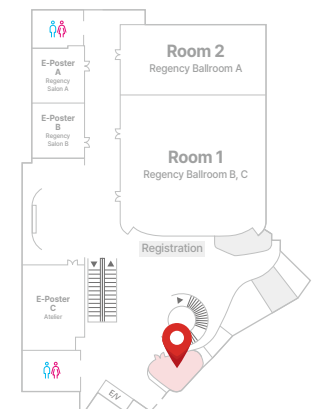 Room 2
Regency Ballroom A
E-Poster
A
Regency
Salon A
E-Poster
B
Regency
Salon B
Room 1
Regency Ballroom B, C
Registration
E-Poster
C
Atelier
E/V